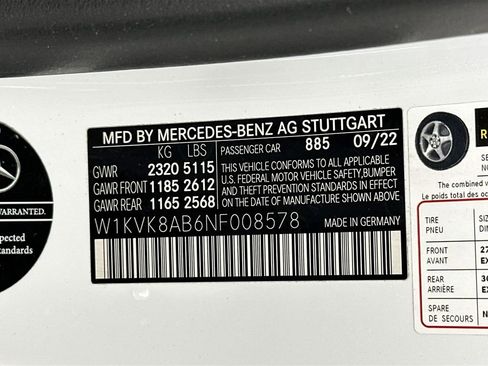 MFD BY MERCEDES-BENZ AG STUTTGART
KG LBS PASSENGER CAR 885 09/22
GVWR 2320 5115
GAWR FRONT 1185 2612
GAWR REAR 1165 2568
THIS VEHICLE CONFORMS TO ALL APPLICABLE
U.S. FEDERAL MOTOR VEHICLE SAFETY,BUMPER
AND THEFT PREVENTION STANDARDS IN EFFECT
ON THE DATE OF MANUFACTURE SHOWN ABOVE
W1KVK8AB6NF008578 MADE IN GERMANY
WARRANTED.
Standards
The combined
Le poids total des oc
TIRE
PNEU
FRONT
AVANT
REAR
ARRIÈRE
SPARE
DE SECOURS